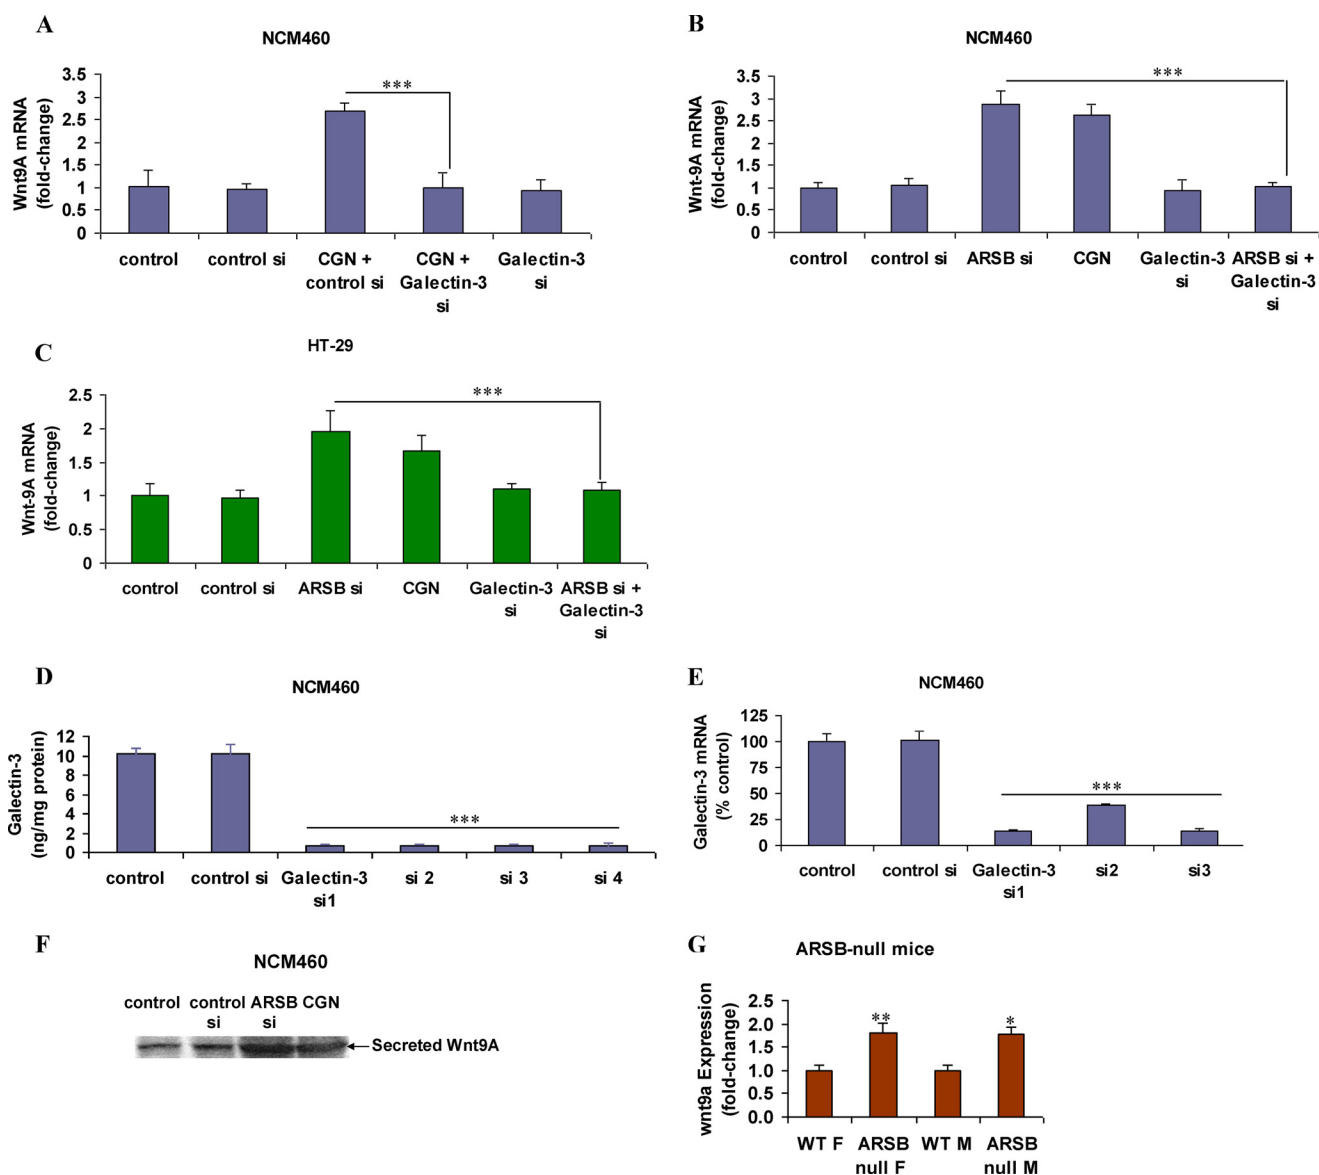 A
NCM460
Wnt9A mRNA
(fold-change)
3.5
3
2.5
2
1.5
1
0.5
0
***
control
control si
CGN +
control si
CGN +
Galectin-3
si
Galectin-3
si
B
NCM460
Wnt-9A mRNA
(fold-change)
3.5
3
2.5
2
1.5
1
0.5
0
***
control
control si
ARSB si
CGN
Galectin-3
si
ARSB si +
Galectin-3
si
C
HT-29
Wnt-9A mRNA
(fold-change)
2.5
2
1.5
1
0.5
0
***
control
control si
ARSB si
CGN
Galectin-3
si
ARSB si +
Galectin-3
si
D
NCM460
Galectin-3
(ng/mg protein)
12
10
8
6
4
2
0
***
control
control si
Galectin-3
si1
si 2
si 3
si 4
E
NCM460
Galectin-3 mRNA
(% control)
125
100
75
50
25
0
***
control
control si
Galectin-3
si1
si2
si3
F
NCM460
control
control
si
ARSB
si
CGN
Secreted Wnt9A
G
ARSB-null mice
wnt9a Expression
(fold-change)
2.5
2.0
1.5
1.0
0.5
0.0
**
*
WT F
ARSB
null F
WT M
ARSB
null M